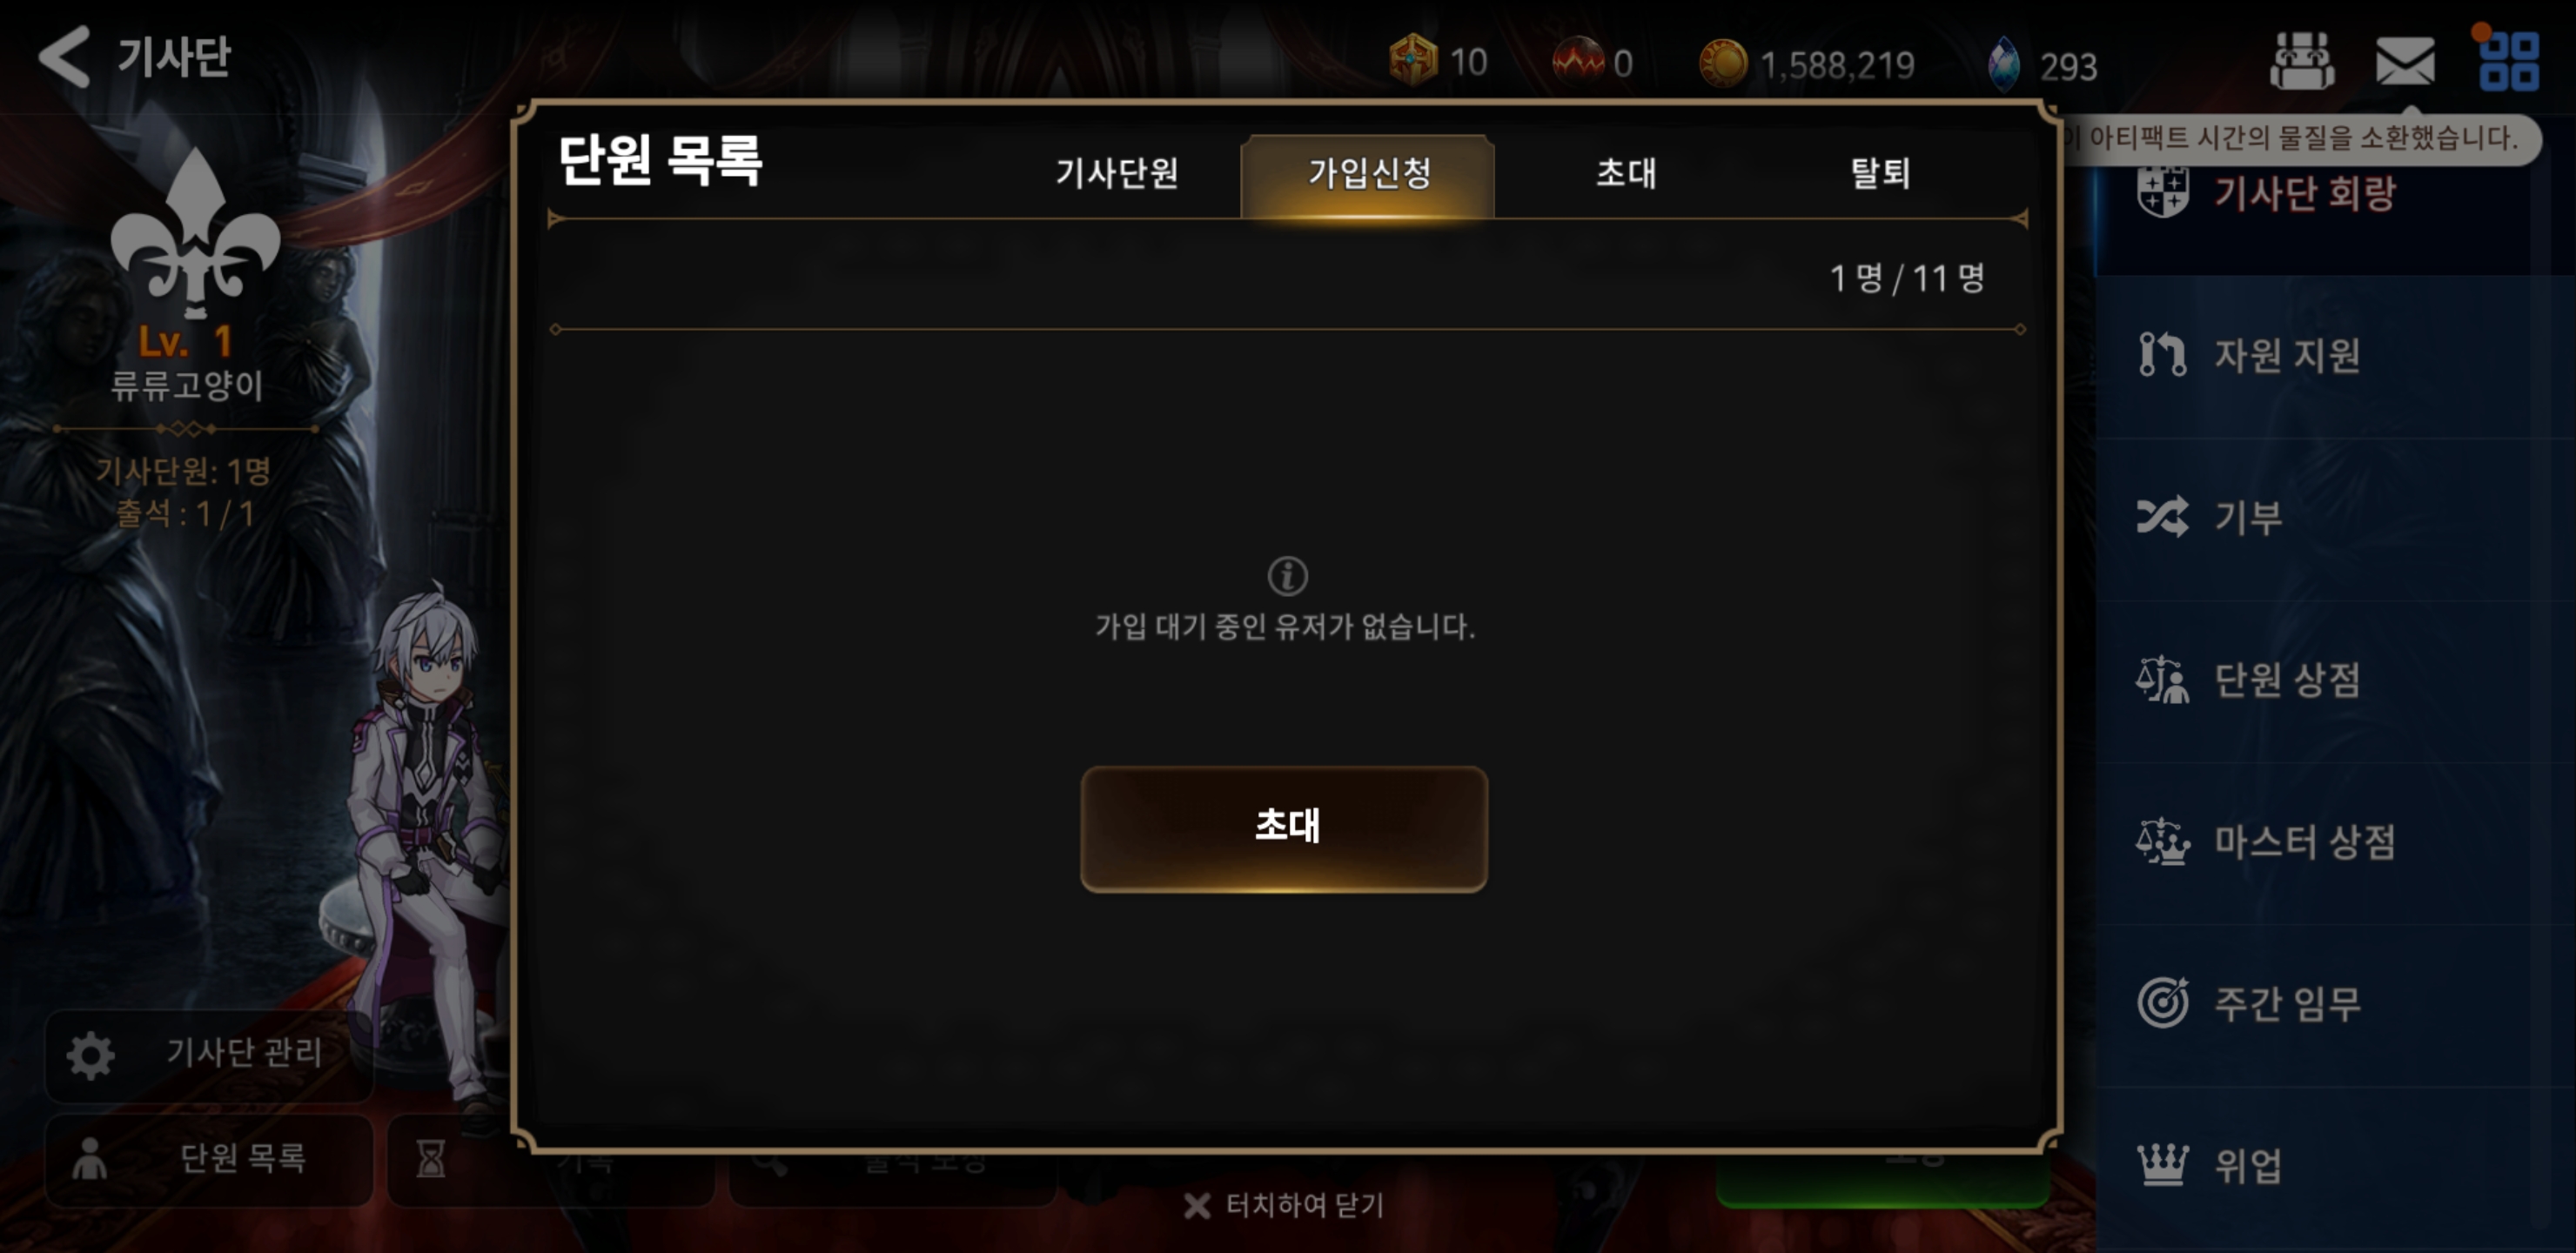 기사단
10
0
1,588,219
293
아티팩트 시간의 물질을 소환했습니다.
단원 목록
기사단원
가입신청
초대
탈퇴
1 명 / 11 명
Lv. 1
류류고양이
기사단원: 1명
출석 : 1 / 1
가입 대기 중인 유저가 없습니다.
초대
기사단 회랑
자원 지원
기부
단원 상점
마스터 상점
주간 임무
위업
기사단 관리
단원 목록
터치하여 닫기